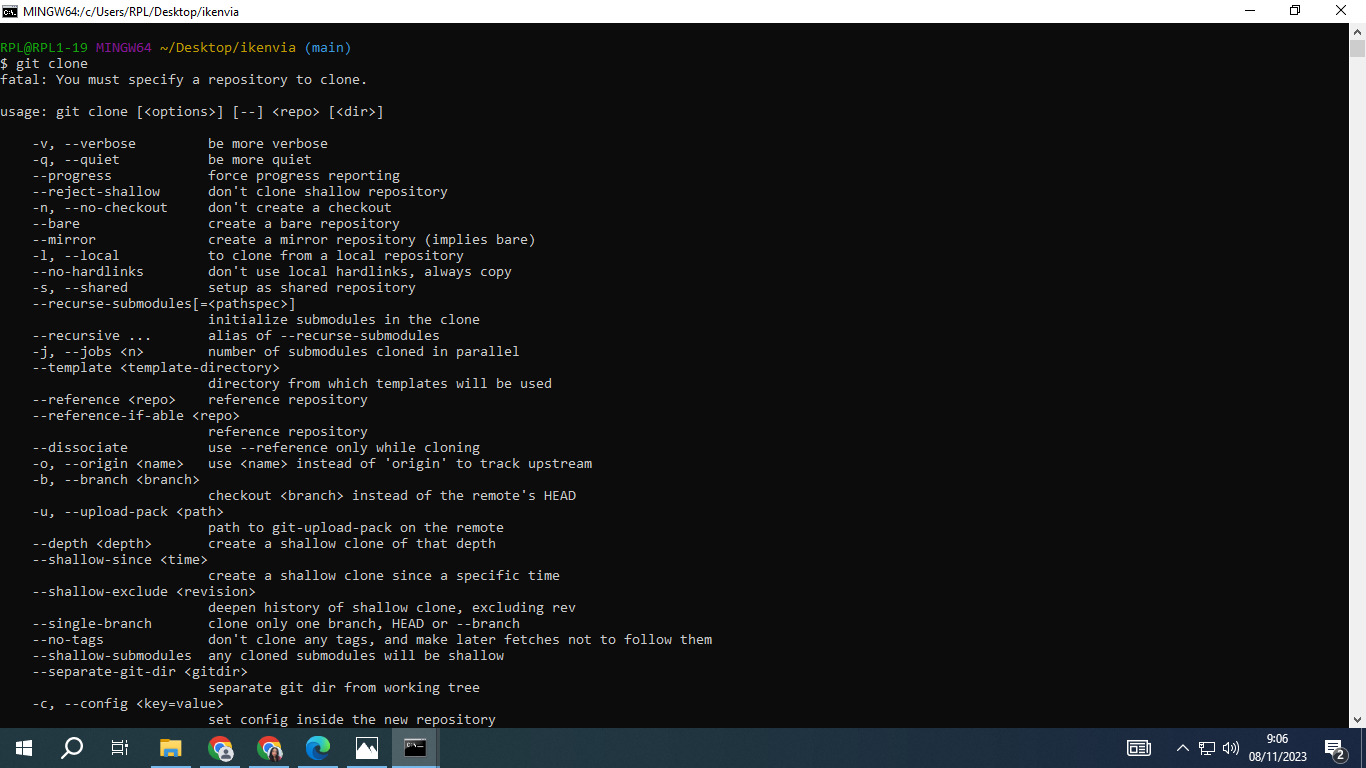 MINGW64:/c/Users/RPL/Desktop/ikenvia
RPL@RPL1-19 MINGW64 ~/Desktop/ikenvia (main)
$ git clone
fatal: You must specify a repository to clone.
usage: git clone [<options>] [--] <repo> [<dir>]
-v, --verbose be more verbose
-q, --quiet be more quiet
--progress force progress reporting
--reject-shallow don't clone shallow repository
-n, --no-checkout don't create a checkout
--bare create a bare repository
--mirror create a mirror repository (implies bare)
-l, --local to clone from a local repository
--no-hardlinks don't use local hardlinks, always copy
-s, --shared setup as shared repository
--recurse-submodules[=<pathspec>]
initialize submodules in the clone
--recursive ... alias of --recurse-submodules
-j, --jobs <n> number of submodules cloned in parallel
--template <template-directory>
directory from which templates will be used
--reference <repo> reference repository
--reference-if-able <repo>
reference repository
--dissociate use --reference only while cloning
-o, --origin <name> use <name> instead of 'origin' to track upstream
-b, --branch <branch>
checkout <branch> instead of the remote's HEAD
-u, --upload-pack <path>
path to git-upload-pack on the remote
--depth <depth> create a shallow clone of that depth
--shallow-since <time>
create a shallow clone since a specific time
--shallow-exclude <revision>
deepen history of shallow clone, excluding rev
--single-branch clone only one branch, HEAD or --branch
--no-tags don't clone any tags, and make later fetches not to follow them
--shallow-submodules any cloned submodules will be shallow
--separate-git-dir <gitdir>
separate git dir from working tree
-c, --config <key=value>
set config inside the new repository
9:06
08/11/2023
2